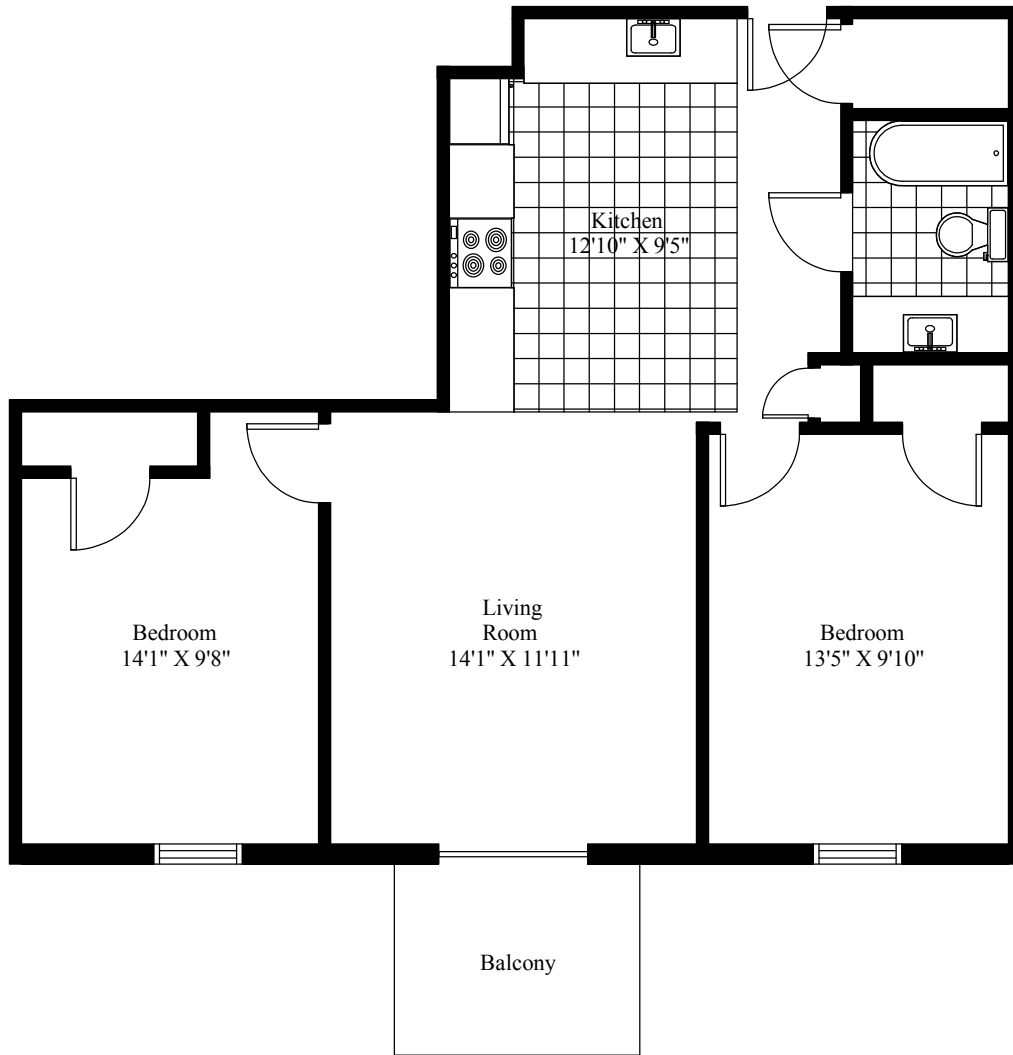 Kitchen
12'10" X 9'5"
Bedroom
14'1" X 9'8"
Living
Room
14'1" X 11'11"
Bedroom
13'5" X 9'10"
Balcony